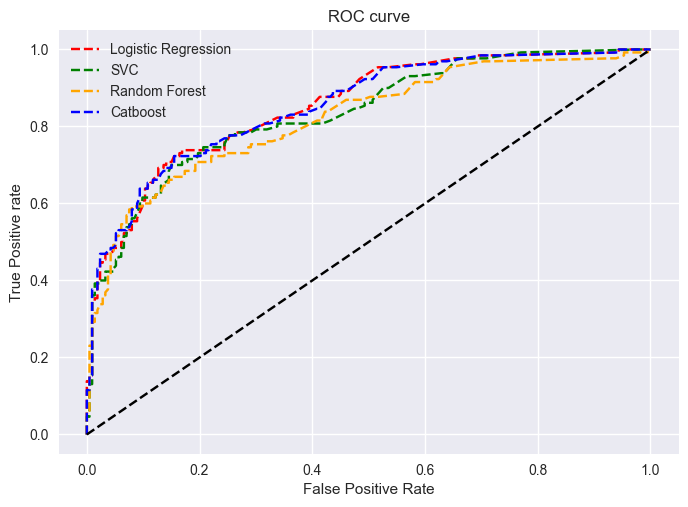 ROC curve
Logistic Regression
SVC
Random Forest
Catboost
True Positive rate
1.0
0.8
0.6
0.4
0.2
0.0
0.0 0.2 0.4 0.6 0.8 1.0
False Positive Rate